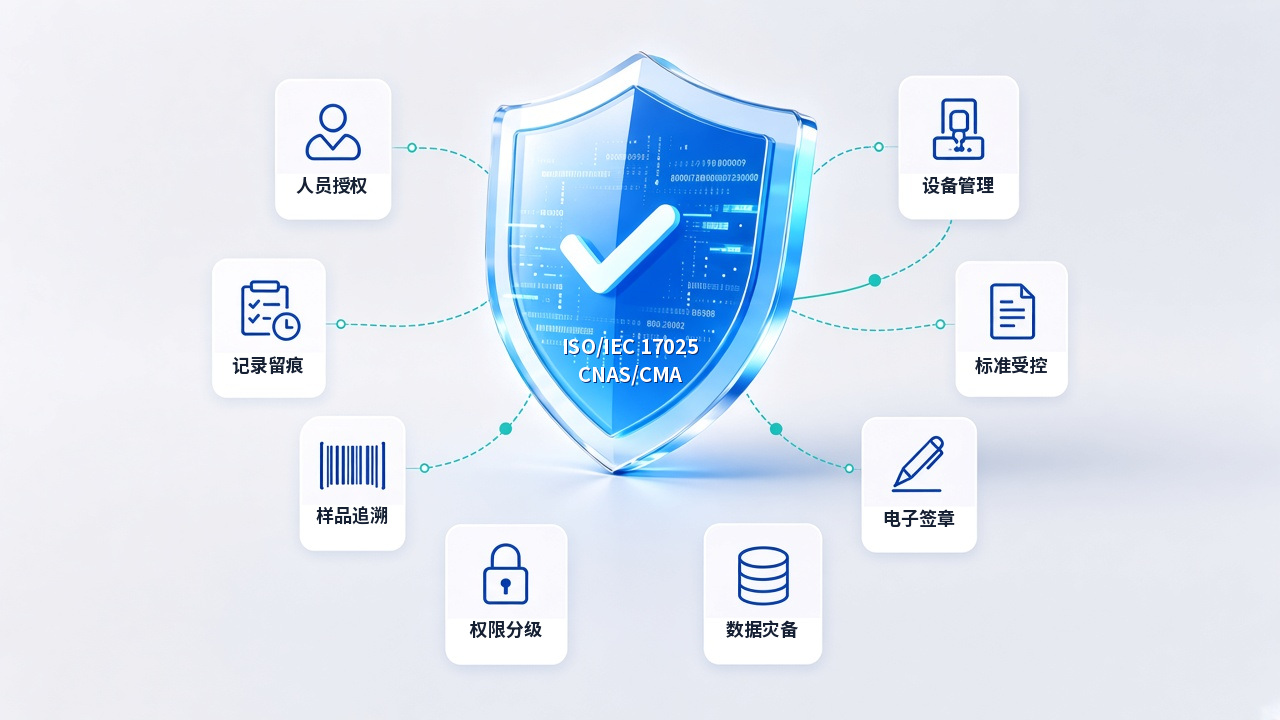 人员授权
设备管理
记录留痕
标准受控
ISO/IEC 17025
CNAS/CMA
样品追溯
电子签章
权限分级
数据灾备